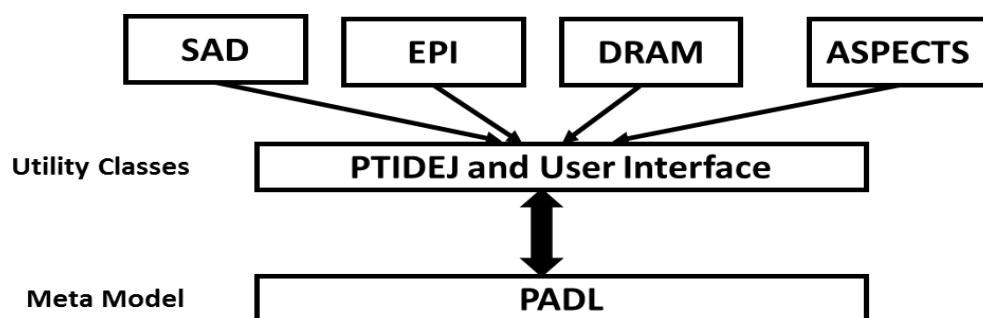 SAD
EPI
DRAM
ASPECTS
Utility Classes
PTIDEJ and User Interface
Meta Model
PADL